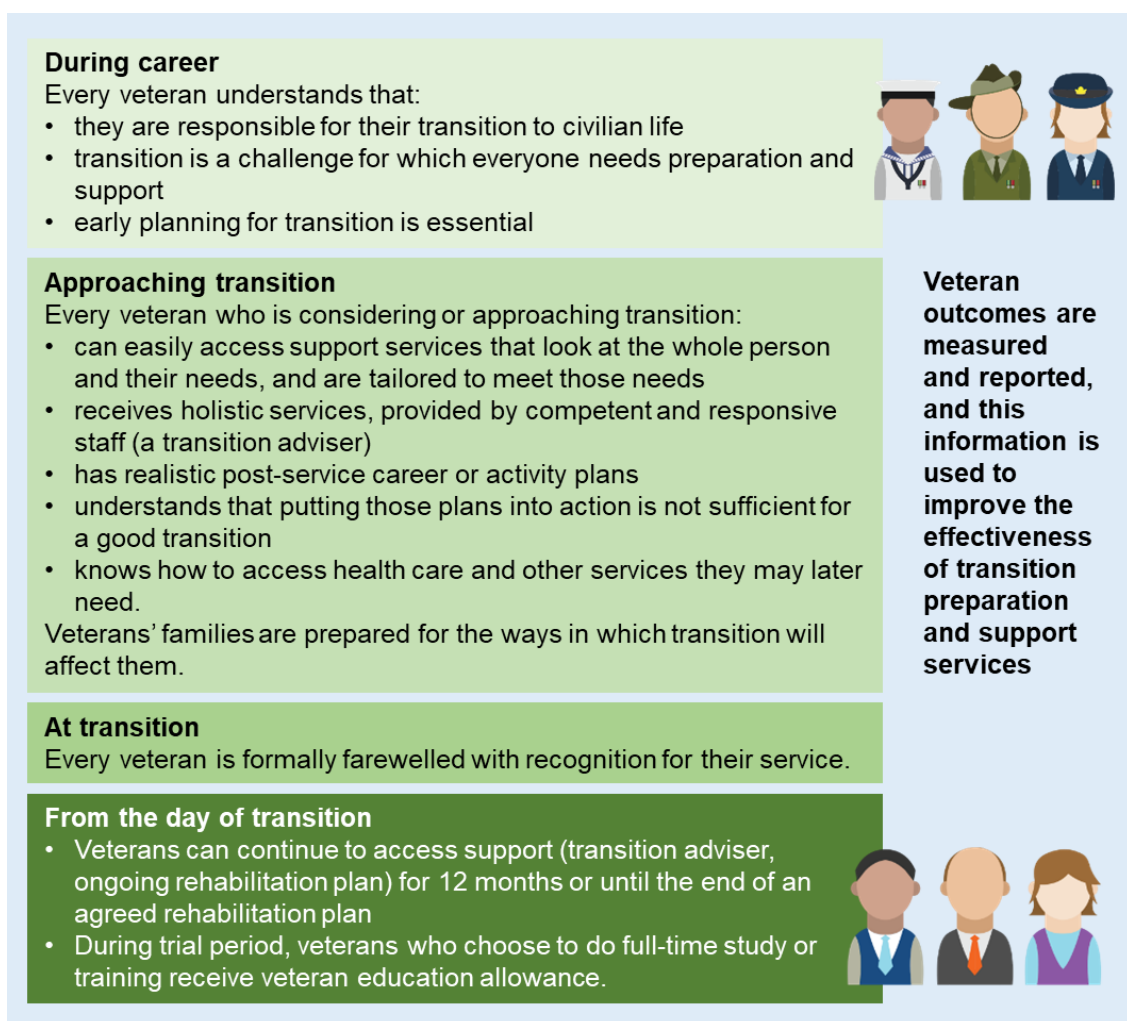 During career
Every veteran understands that:
• they are responsible for their transition to civilian life
• transition is a challenge for which everyone needs preparation and
support
• early planning for transition is essential
Approaching transition
Every veteran who is considering or approaching transition:
• can easily access support services that look at the whole person
and their needs, and are tailored to meet those needs
• receives holistic services, provided by competent and responsive
staff (a transition adviser)
• has realistic post-service career or activity plans
• understands that putting those plans into action is not sufficient for
a good transition
• knows how to access health care and other services they may later
need.
Veterans' families are prepared for the ways in which transition will
affect them.
At transition
Every veteran is formally farewelled with recognition for their service.
From the day of transition
• Veterans can continue to access support (transition adviser,
ongoing rehabilitation plan) for 12 months or until the end of an
agreed rehabilitation plan
• During trial period, veterans who choose to do full-time study or
training receive veteran education allowance.
Veteran
outcomes are
measured
and reported,
and this
information is
used to
improve the
effectiveness
of transition
preparation
and support
services